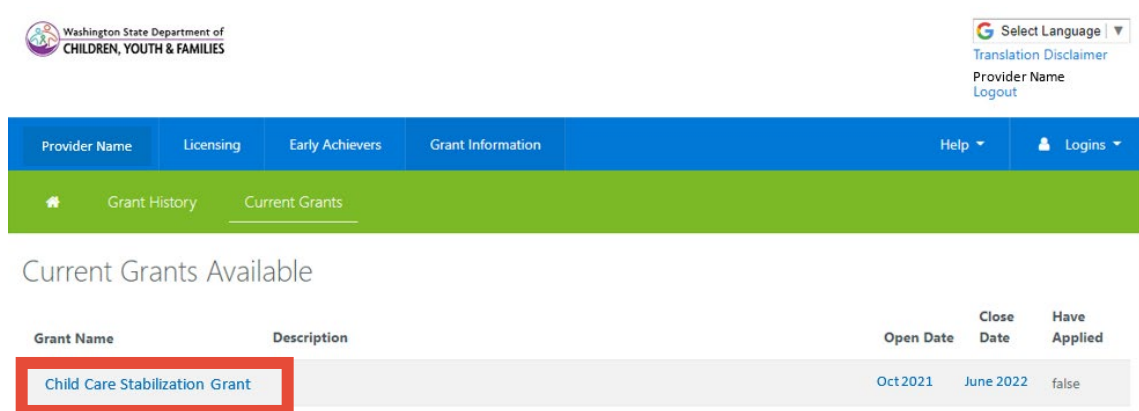 Washington State Department of
CHILDREN, YOUTH & FAMILIES
G Select Language ▼
Translation Disclaimer
Provider Name
Logout
Provider Name Licensing Early Achievers Grant Information Help Logins
Grant History Current Grants
Current Grants Available
Grant Name Description Open Date Close Date Have Applied
Child Care Stabilization Grant Oct 2021 June 2022 false